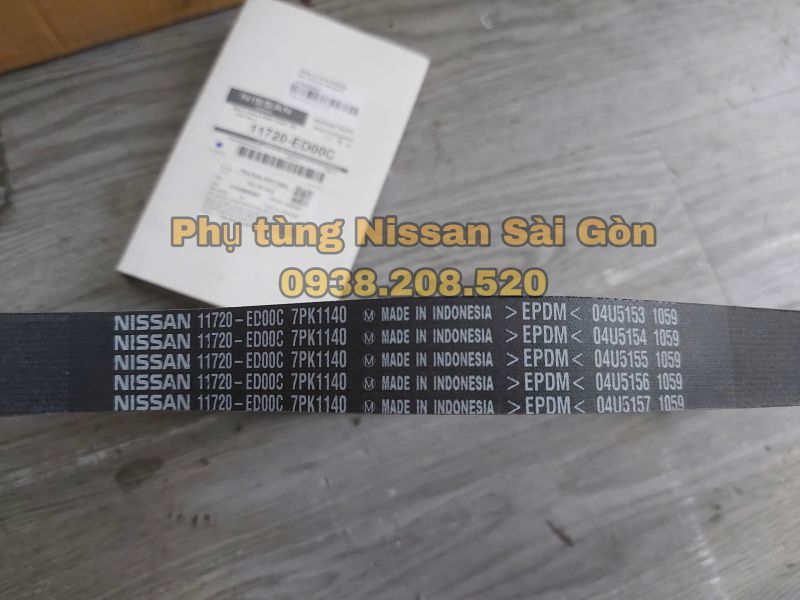 NISSAN
11720-ED00C
Phụ tùng Nissan Sài Gòn
0938.208.520
NISSAN 11720-ED00C 7PK1140 Ⓜ MADE IN INDONESIA >EPDM< 04U5153 1059
NISSAN 11720-ED00C 7PK1140 Ⓜ MADE IN INDONESIA >EPDM< 04U5154 1059
NISSAN 11720-ED00C 7PK1140 Ⓜ MADE IN INDONESIA >EPDM< 04U5155 1059
NISSAN 11720-ED00C 7PK1140 Ⓜ MADE IN INDONESIA >EPDM< 04U5156 1059
NISSAN 11720-ED00C 7PK1140 Ⓜ MADE IN INDONESIA >EPDM< 04U5157 1059